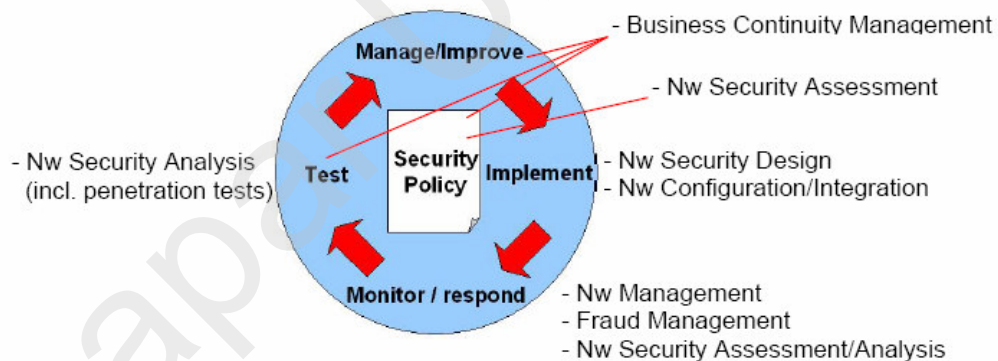 - Business Continuity Management
Manage/Improve
- Nw Security Assessment
- Nw Security Analysis
(incl. penetration tests)
Test
Security
Policy
Implement
- Nw Security Design
- Nw Configuration/Integration
Monitor / respond
- Nw Management
- Fraud Management
- Nw Security Assessment/Analysis